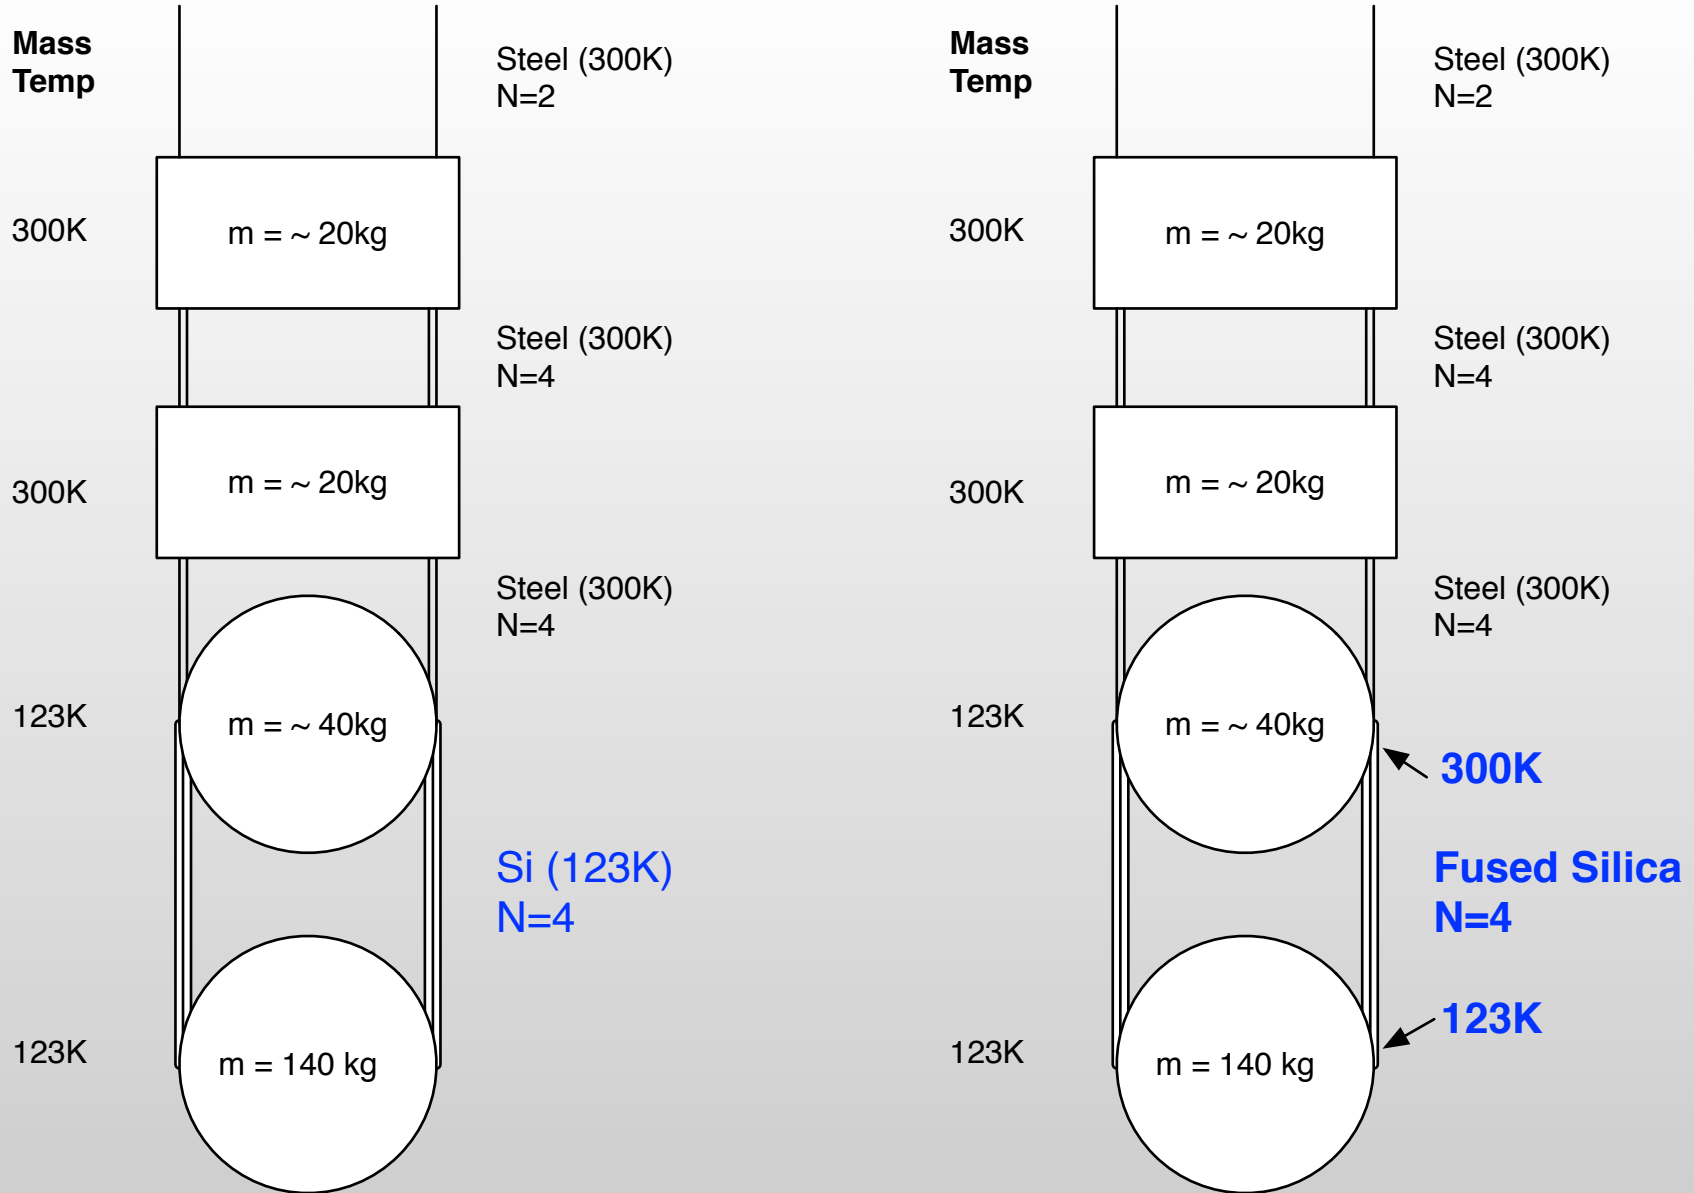 Mass
Temp
Steel (300K)
N=2
300K
m = ~ 20kg
Steel (300K)
N=4
300K
m = ~ 20kg
Steel (300K)
N=4
123K
m = ~ 40kg
Si (123K)
N=4
123K
m = 140 kg
Mass
Temp
Steel (300K)
N=2
300K
m = ~ 20kg
Steel (300K)
N=4
300K
m = ~ 20kg
Steel (300K)
N=4
123K
m = ~ 40kg
300K
Fused Silica
N=4
123K
123K
m = 140 kg